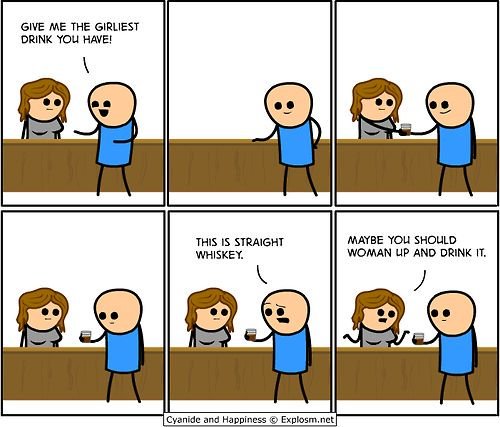 GIVE ME THE GIRLIEST
DRINK YOU HAVE!
THIS IS STRAIGHT
WHISKEY.
MAYBE YOU SHOULD
WOMAN UP AND DRINK IT.
Cyanide and Happiness © Explosm.net